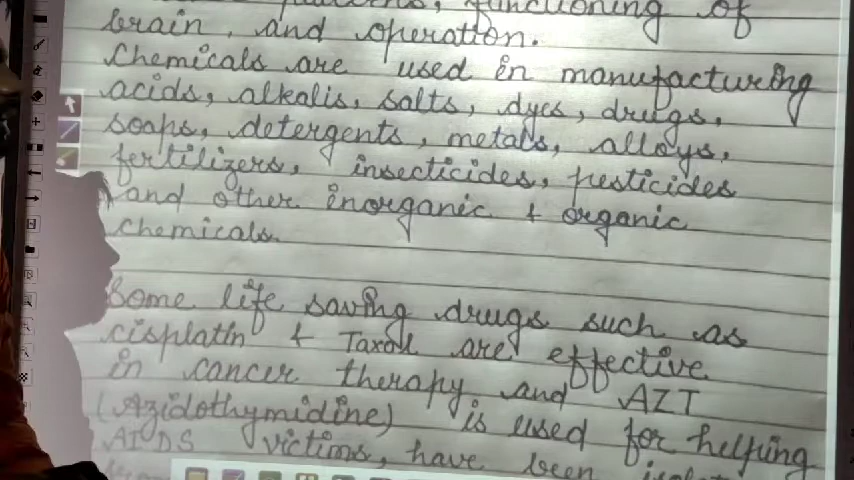 functioning of
brain, and operation.
Chemicals are used in manufacturing
acids, alkalis, salts, dyes, drugs,
soaps, detergents, metals, alloys,
fertilizers, insecticides, pesticides
and other inorganic + organic
chemicals.
Some life saving drugs such as
cisplatin + Taxol are effective
in cancer therapy and AZT
(Azidothymidine) is used for helping
AIDS victims, have been